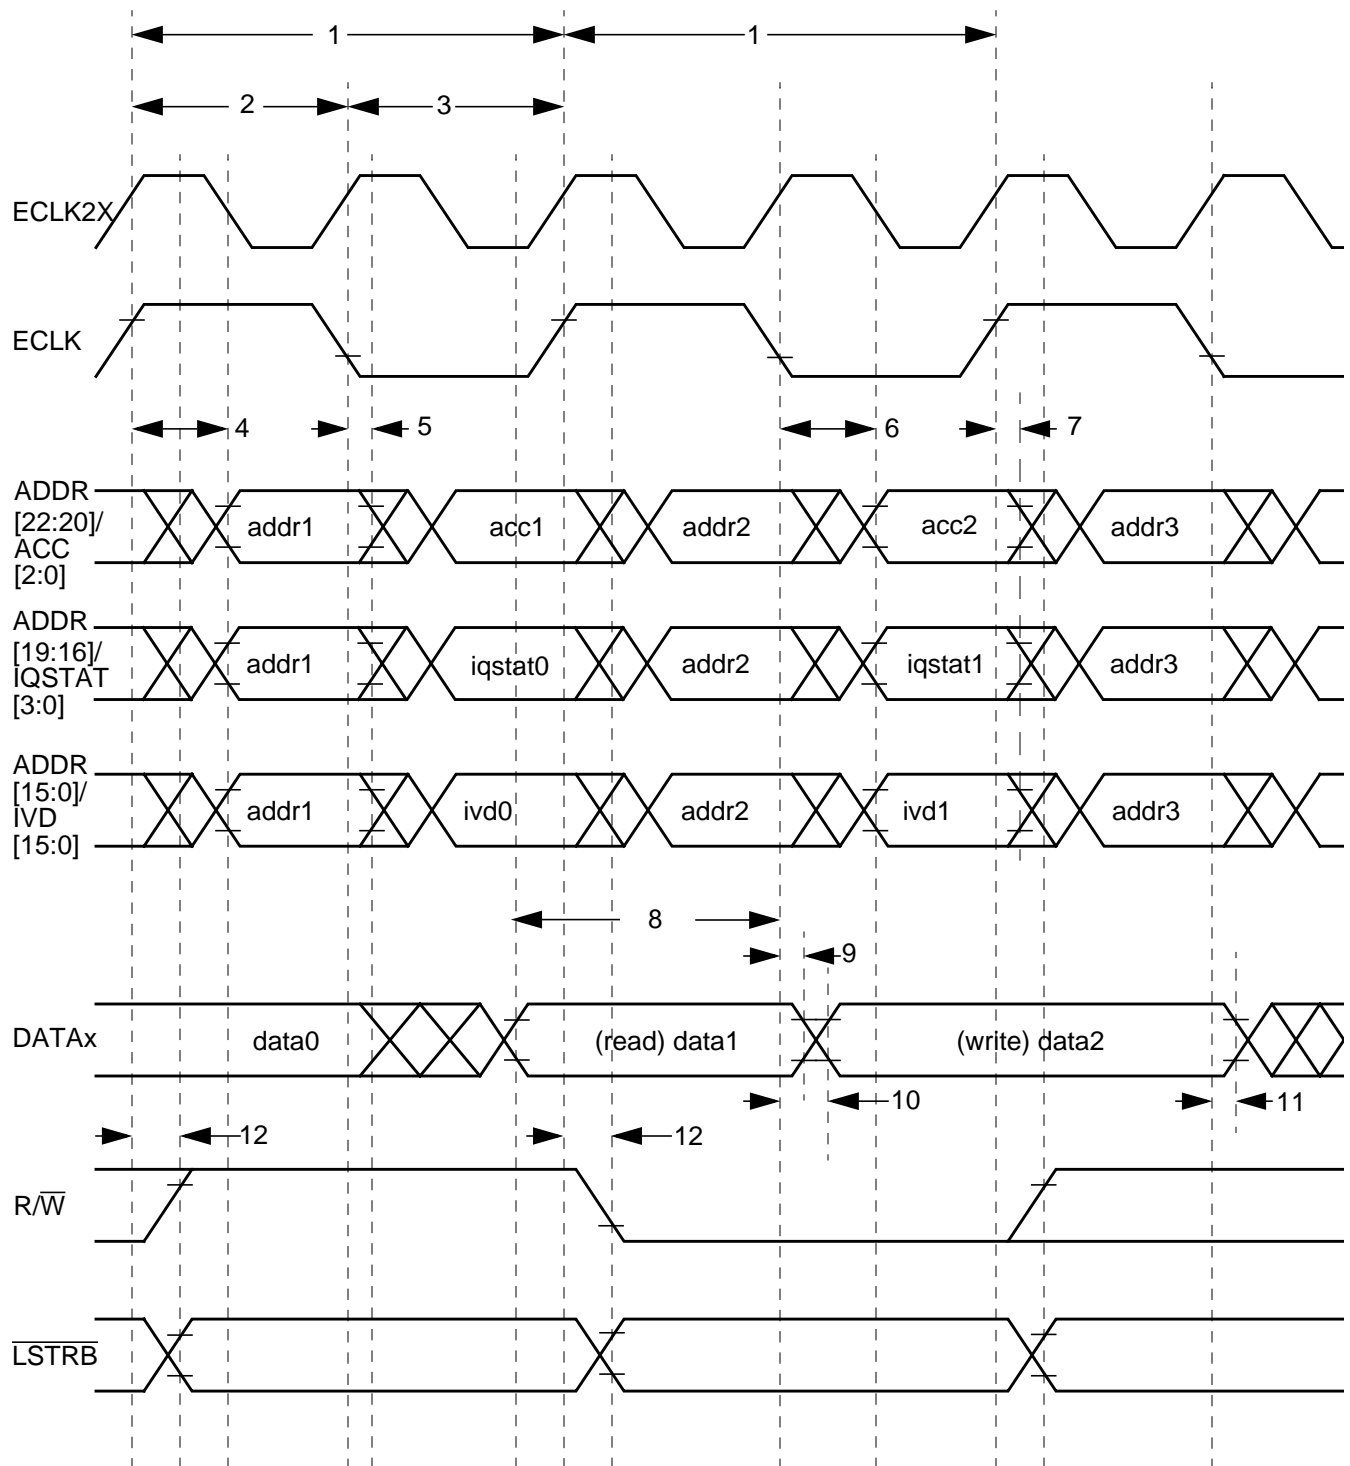 1 1
2 3
ECLK2X
ECLK
4 5 6 7
ADDR
[22:20]/
ACC
[2:0]
addr1 acc1 addr2 acc2 addr3
ADDR
[19:16]/
IQSTAT
[3:0]
addr1 iqstat0 addr2 iqstat1 addr3
ADDR
[15:0]/
IVD
[15:0]
addr1 ivd0 addr2 ivd1 addr3
8
9
DATAx data0 (read) data1 (write) data2
10 11
12 12
R/W̅
L̅S̅T̅R̅B̅